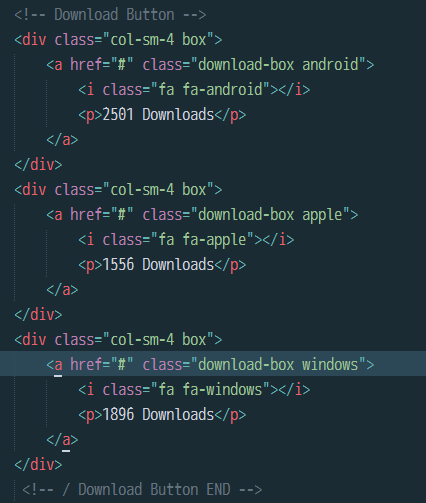 <!-- Download Button -->
<div class="col-sm-4 box">
<a href="#" class="download-box android">
<i class="fa fa-android"></i>
<p>2501 Downloads</p>
</a>
</div>
<div class="col-sm-4 box">
<a href="#" class="download-box apple">
<i class="fa fa-apple"></i>
<p>1556 Downloads</p>
</a>
</div>
<div class="col-sm-4 box">
<a href="#" class="download-box windows">
<i class="fa fa-windows"></i>
<p>1896 Downloads</p>
</a>
</div>
<!-- / Download Button END -->